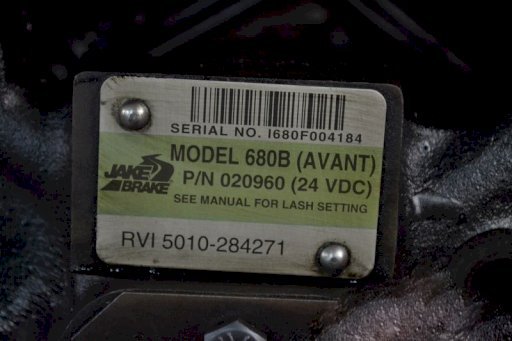 SERIAL NO. I680F004184
JAKE
BRAKE
MODEL 680B (AVANT)
P/N 020960 (24 VDC)
SEE MANUAL FOR LASH SETTING
RVI 5010-284271